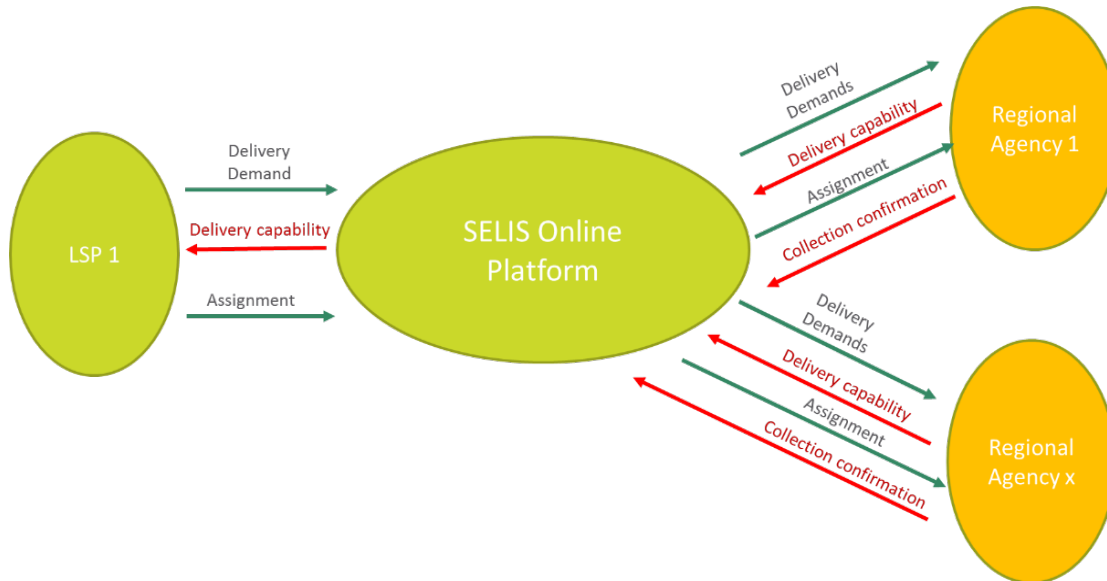 LSP 1
Delivery
Demand
Delivery capability
Assignment
SELIS Online
Platform
Delivery
Demands
Delivery capability
Assignment
Collection confirmation
Regional
Agency 1
Delivery
Demands
Delivery capability
Assignment
Collection confirmation
Regional
Agency x